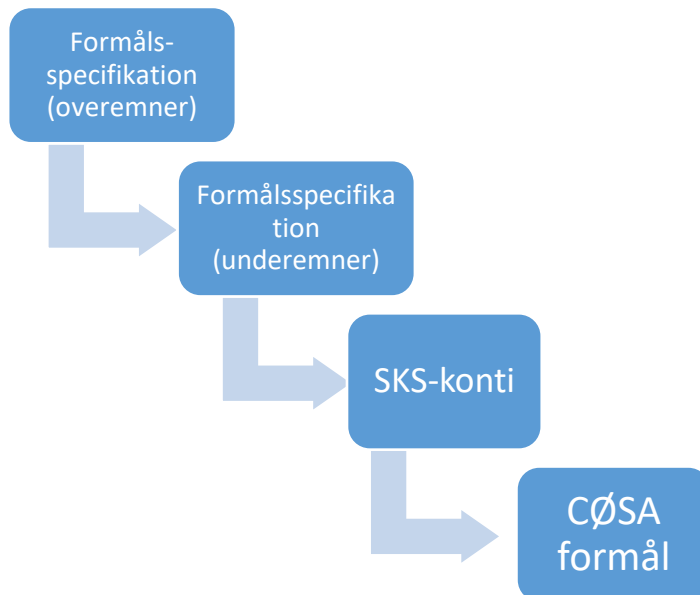 Formåls-
specifikation
(overemner)
Formålsspecifika
tion
(underemner)
SKS-konti
CØSA
formål